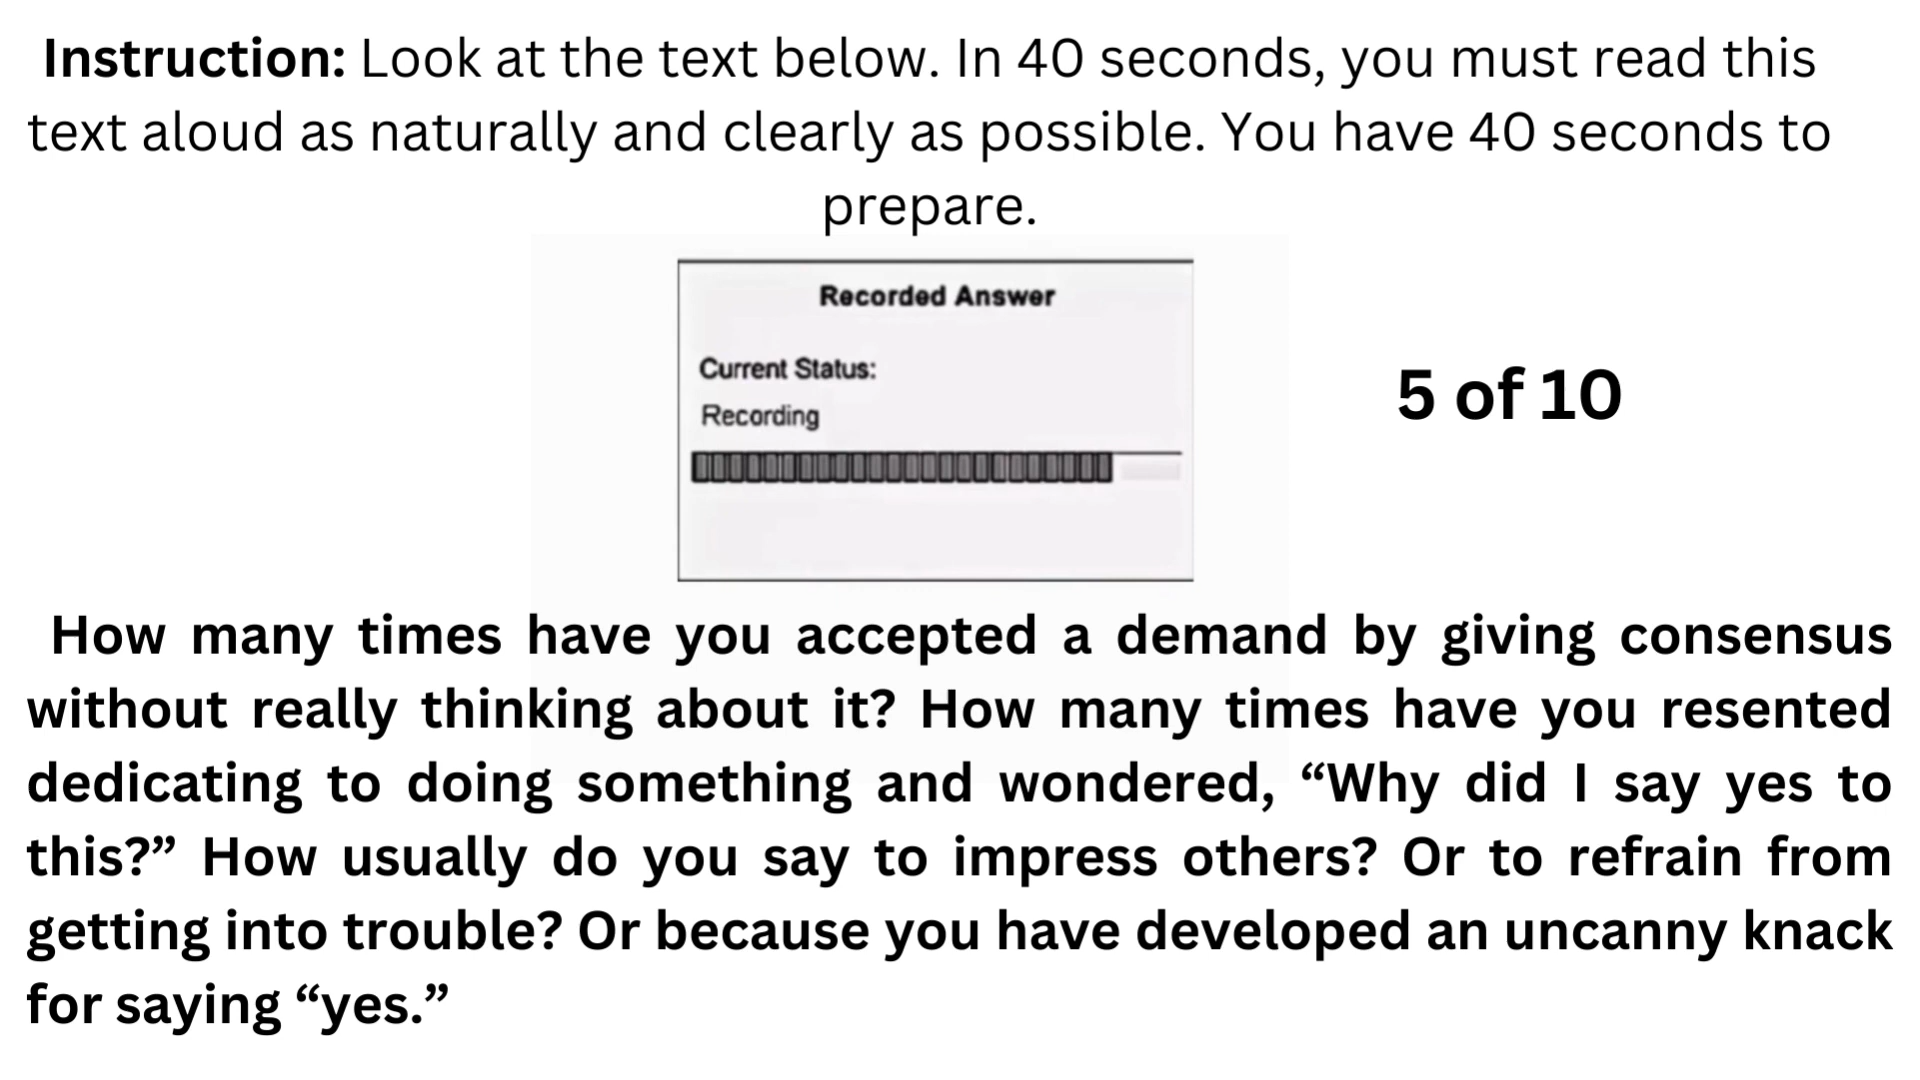 Instruction: Look at the text below. In 40 seconds, you must read this
text aloud as naturally and clearly as possible. You have 40 seconds to
prepare.
Recorded Answer
Current Status:
Recording
5 of 10
How many times have you accepted a demand by giving consensus
without really thinking about it? How many times have you resented
dedicating to doing something and wondered, “Why did I say yes to
this?” How usually do you say to impress others? Or to refrain from
getting into trouble? Or because you have developed an uncanny knack
for saying “yes.”